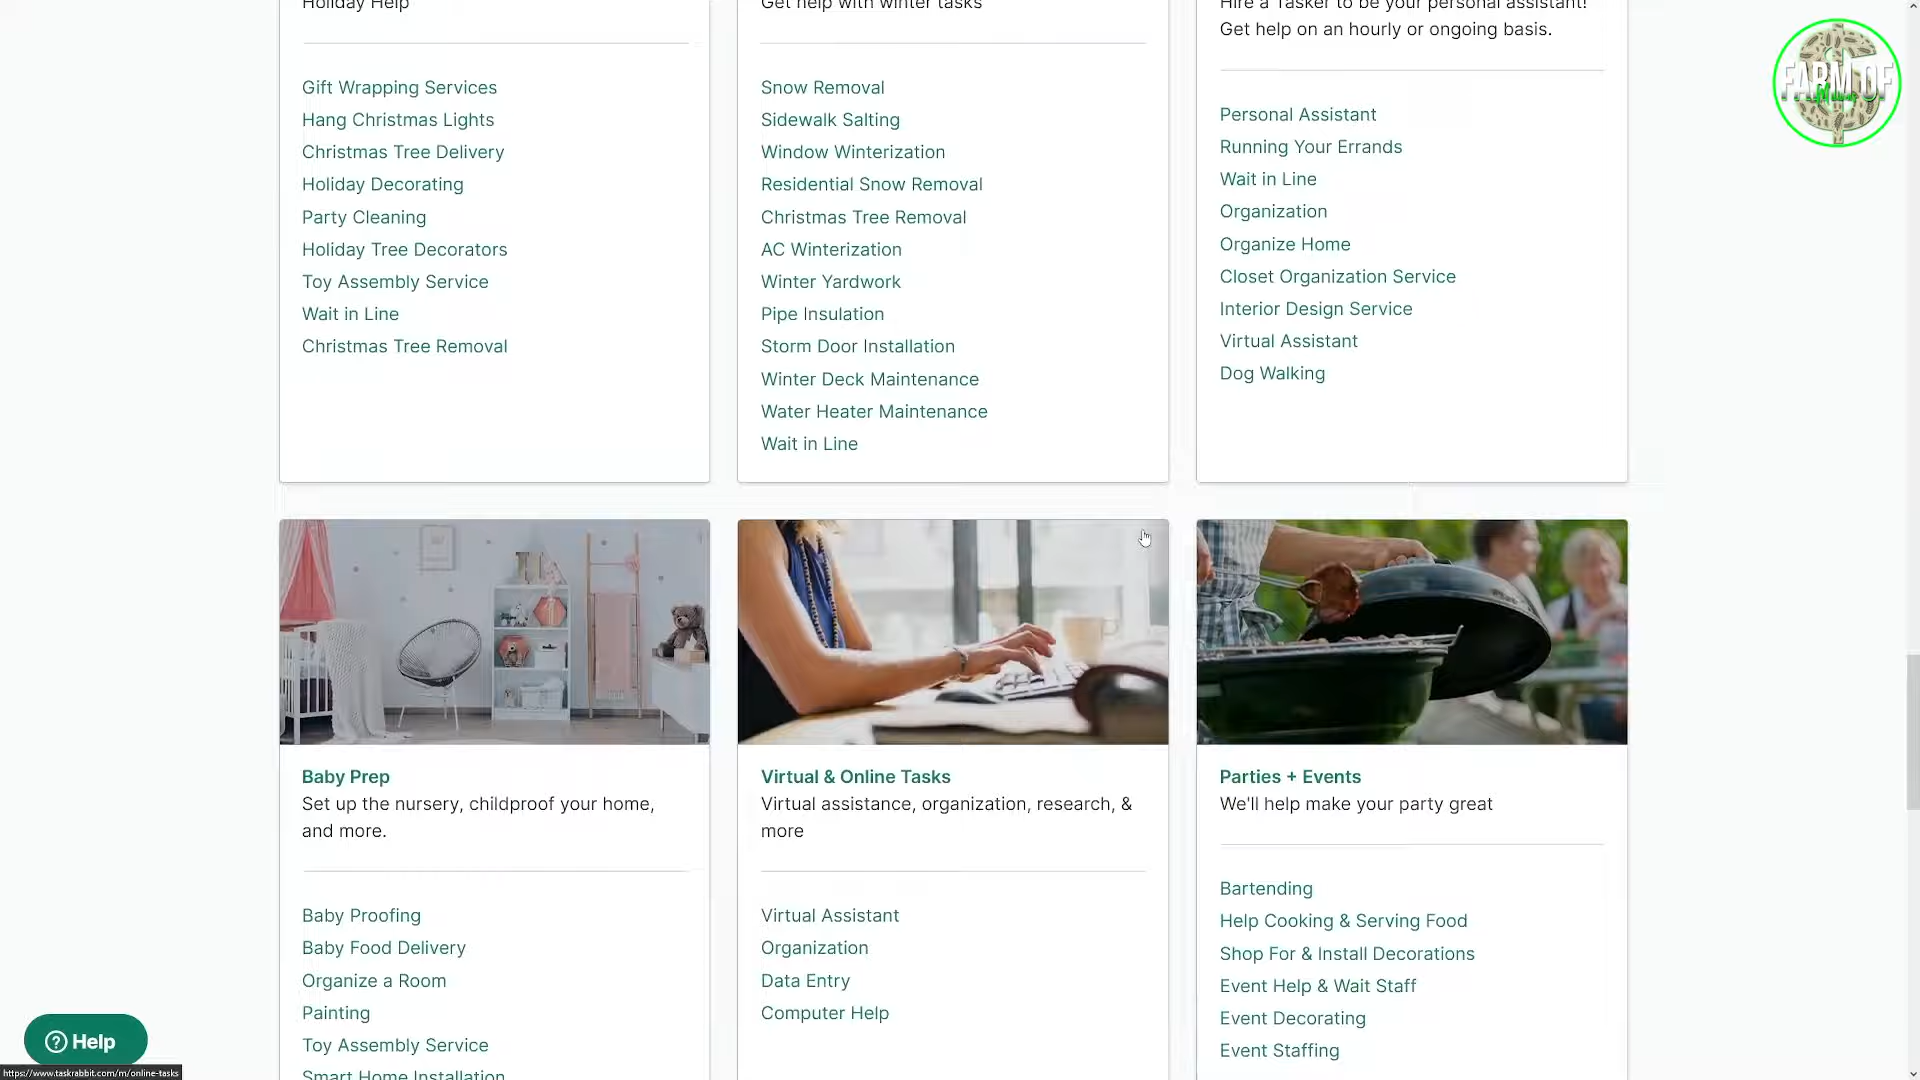 Holiday Help
Gift Wrapping Services
Hang Christmas Lights
Christmas Tree Delivery
Holiday Decorating
Party Cleaning
Holiday Tree Decorators
Toy Assembly Service
Wait in Line
Christmas Tree Removal
Get help with winter tasks
Snow Removal
Sidewalk Salting
Window Winterization
Residential Snow Removal
Christmas Tree Removal
AC Winterization
Winter Yardwork
Pipe Insulation
Storm Door Installation
Winter Deck Maintenance
Water Heater Maintenance
Wait in Line
Hire a Tasker to be your personal assistant!
Get help on an hourly or ongoing basis.
Personal Assistant
Running Your Errands
Wait in Line
Organization
Organize Home
Closet Organization Service
Interior Design Service
Virtual Assistant
Dog Walking
FARM OF
Baby Prep
Set up the nursery, childproof your home,
and more.
Baby Proofing
Baby Food Delivery
Organize a Room
Painting
Toy Assembly Service
Smart Home Installation
Virtual & Online Tasks
Virtual assistance, organization, research, &
more
Virtual Assistant
Organization
Data Entry
Computer Help
Parties + Events
We'll help make your party great
Bartending
Help Cooking & Serving Food
Shop For & Install Decorations
Event Help & Wait Staff
Event Decorating
Event Staffing
Help
https://www.taskrabbit.com/m/online-tasks